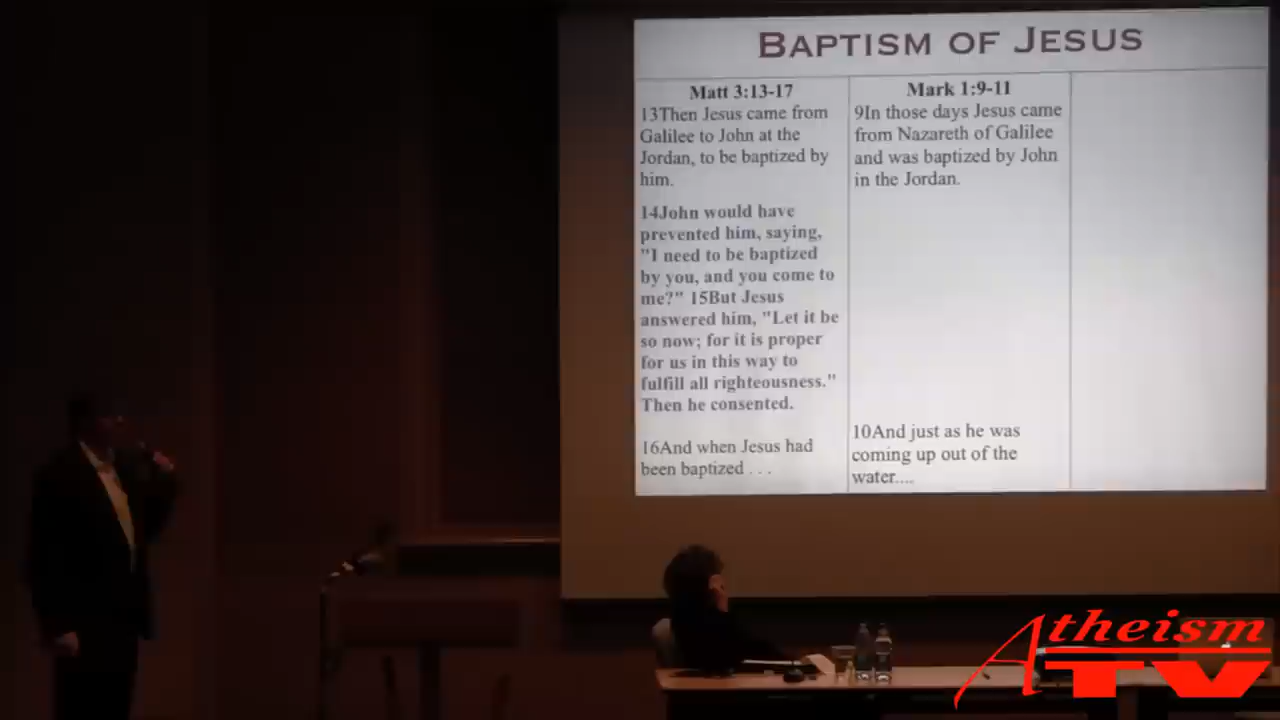 BAPTISM OF JESUS
Matt 3:13-17
13Then Jesus came from
Galilee to John at the
Jordan, to be baptized by
him.
14John would have
prevented him, saying,
"I need to be baptized
by you, and you come to
me?" 15But Jesus
answered him, "Let it be
so now; for it is proper
for us in this way to
fulfill all righteousness."
Then he consented.
16And when Jesus had
been baptized . . .
Mark 1:9-11
9In those days Jesus came
from Nazareth of Galilee
and was baptized by John
in the Jordan.
10And just as he was
coming up out of the
water....
Atheism
TV